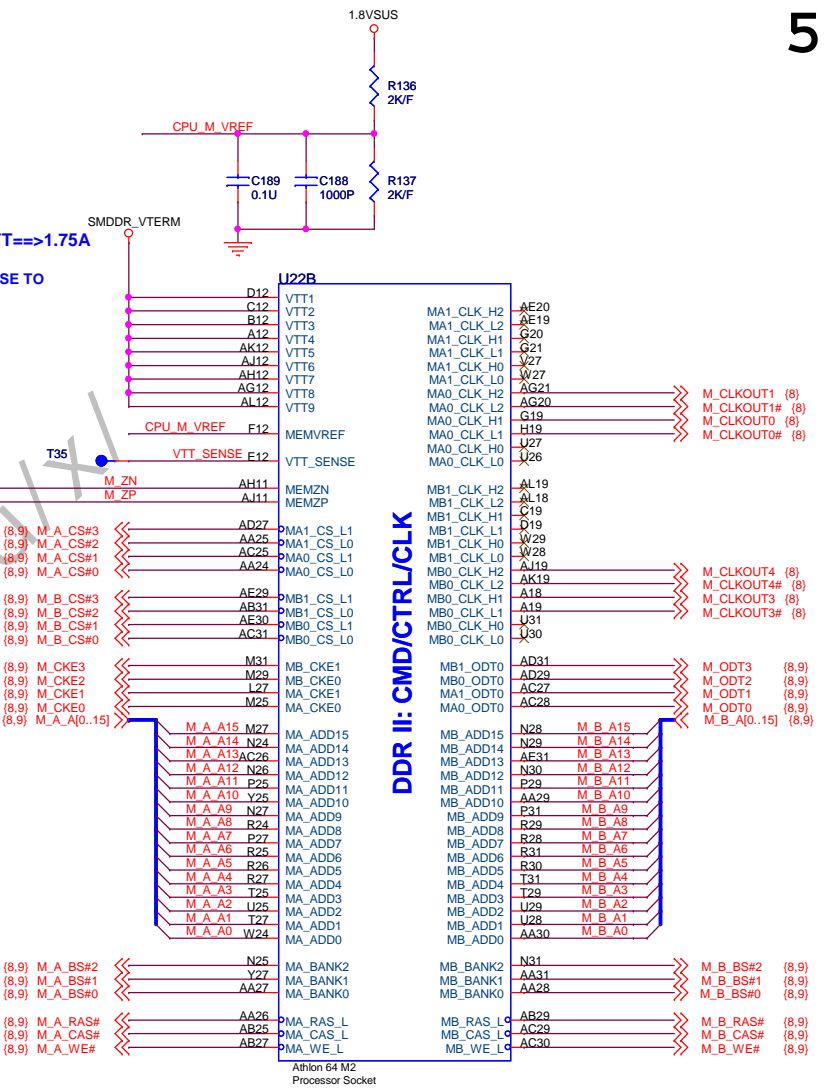 1.8VSUS
5
R136
2K/F
CPU_M_VREF
C189
0.1U
C188
1000P
R137
2K/F
SMDDR_VTERM
T==>1.75A
SE TO
U22B
D12 VTT1
C12 VTT2
B12 VTT3
A12 VTT4
AK12 VTT5
AJ12 VTT6
AH12 VTT7
AG12 VTT8
AL12 VTT9
CPU_M_VREF F12 MEMVREF
T35 VTT_SENSE E12 VTT_SENSE
M_ZN AH11 MEMZN
M_ZP AJ11 MEMZP
{8,9} M_A_CS#3 AD27 MA1_CS_L1
{8,9} M_A_CS#2 AA25 MA1_CS_L0
{8,9} M_A_CS#1 AC25 MA0_CS_L1
{8,9} M_A_CS#0 AA24 MA0_CS_L0
{8,9} M_B_CS#3 AE29 MB1_CS_L1
{8,9} M_B_CS#2 AB31 MB1_CS_L0
{8,9} M_B_CS#1 AE30 MB0_CS_L1
{8,9} M_B_CS#0 AC31 MB0_CS_L0
{8,9} M_CKE3 M31 MB_CKE1
{8,9} M_CKE2 M29 MB_CKE0
{8,9} M_CKE1 L27 MA_CKE1
{8,9} M_CKE0 M25 MA_CKE0
{8,9} M_A_A[0..15]
M_A_A15 M27 MA_ADD15
M_A_A14 N24 MA_ADD14
M_A_A13 AC26 MA_ADD13
M_A_A12 N26 MA_ADD12
M_A_A11 P25 MA_ADD11
M_A_A10 Y25 MA_ADD10
M_A_A9 N27 MA_ADD9
M_A_A8 R24 MA_ADD8
M_A_A7 P27 MA_ADD7
M_A_A6 R25 MA_ADD6
M_A_A5 R26 MA_ADD5
M_A_A4 R27 MA_ADD4
M_A_A3 T25 MA_ADD3
M_A_A2 U25 MA_ADD2
M_A_A1 T27 MA_ADD1
M_A_A0 W24 MA_ADD0
{8,9} M_A_BS#2 N25 MA_BANK2
{8,9} M_A_BS#1 Y27 MA_BANK1
{8,9} M_A_BS#0 AA27 MA_BANK0
{8,9} M_A_RAS# AA26 MA_RAS_L
{8,9} M_A_CAS# AB25 MA_CAS_L
{8,9} M_A_WE# AB27 MA_WE_L
DDR II: CMD/CTRL/CLK
MA1_CLK_H2 AE20
MA1_CLK_L2 AE19
MA1_CLK_H1 G20
MA1_CLK_L1 G21
MA1_CLK_H0 V27
MA1_CLK_L0 W27
MA0_CLK_H2 AG21 M_CLKOUT1 {8}
MA0_CLK_L2 AG20 M_CLKOUT1# {8}
MA0_CLK_H1 G19 M_CLKOUT0 {8}
MA0_CLK_L1 H19 M_CLKOUT0# {8}
MA0_CLK_H0 U27
MA0_CLK_L0 U26
MB1_CLK_H2 AL19
MB1_CLK_L2 AL18
MB1_CLK_H1 C19
MB1_CLK_L1 D19
MB1_CLK_H0 W29
MB1_CLK_L0 W28
MB0_CLK_H2 AJ19 M_CLKOUT4 {8}
MB0_CLK_L2 AK19 M_CLKOUT4# {8}
MB0_CLK_H1 A18 M_CLKOUT3 {8}
MB0_CLK_L1 A19 M_CLKOUT3# {8}
MB0_CLK_H0 U31
MB0_CLK_L0 U30
MB1_ODT0 AD31 M_ODT3 {8,9}
MB0_ODT0 AD29 M_ODT2 {8,9}
MA1_ODT0 AC27 M_ODT1 {8,9}
MA0_ODT0 AC28 M_ODT0 {8,9}
M_B_A[0..15] {8,9}
MB_ADD15 N28 M_B_A15
MB_ADD14 N29 M_B_A14
MB_ADD13 AE31 M_B_A13
MB_ADD12 N30 M_B_A12
MB_ADD11 P29 M_B_A11
MB_ADD10 AA29 M_B_A10
MB_ADD9 P31 M_B_A9
MB_ADD8 R29 M_B_A8
MB_ADD7 R28 M_B_A7
MB_ADD6 R31 M_B_A6
MB_ADD5 R30 M_B_A5
MB_ADD4 T31 M_B_A4
MB_ADD3 T29 M_B_A3
MB_ADD2 U29 M_B_A2
MB_ADD1 U28 M_B_A1
MB_ADD0 AA30 M_B_A0
MB_BANK2 N31 M_B_BS#2 {8,9}
MB_BANK1 AA31 M_B_BS#1 {8,9}
MB_BANK0 AA28 M_B_BS#0 {8,9}
MB_RAS_L AB29 M_B_RAS# {8,9}
MB_CAS_L AC29 M_B_CAS# {8,9}
MB_WE_L AC30 M_B_WE# {8,9}
Athlon 64 M2
Processor Socket